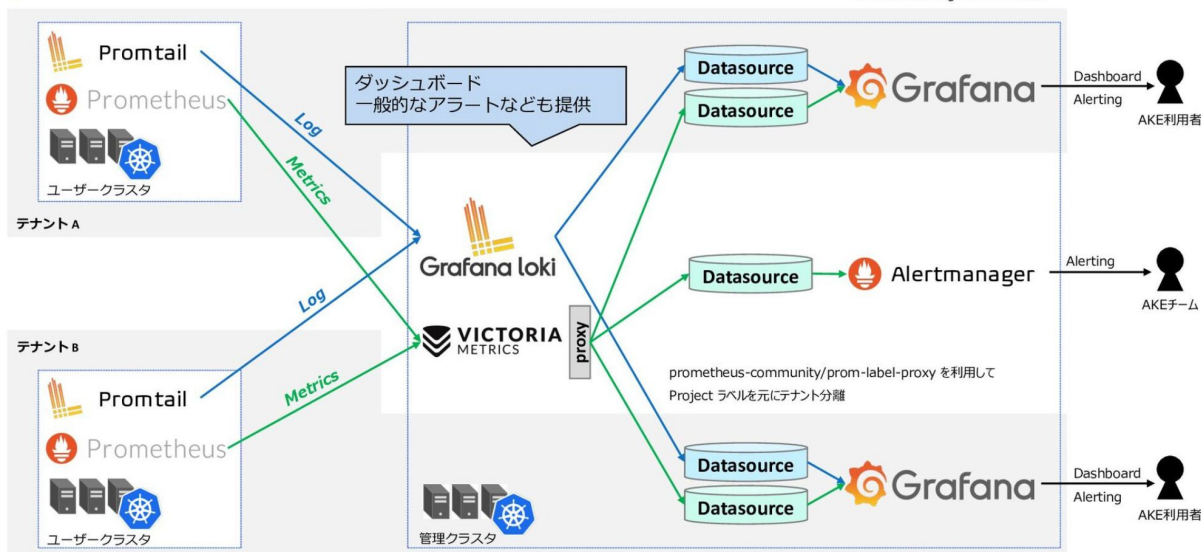 Promtail
Prometheus
ユーザークラスタ
テナント A
Log
Metrics
テナント B
Promtail
Prometheus
ユーザークラスタ
Log
Metrics
ダッシュボード
一般的なアラートなども提供
Grafana loki
VICTORIA
METRICS
proxy
管理クラスタ
Datasource
Datasource
Grafana
Dashboard
Alerting
AKE利用者
Datasource
Alertmanager
Alerting
AKEチーム
prometheus-community/prom-label-proxy を利用して
Project ラベルを元にテナント分離
Datasource
Datasource
Grafana
Dashboard
Alerting
AKE利用者